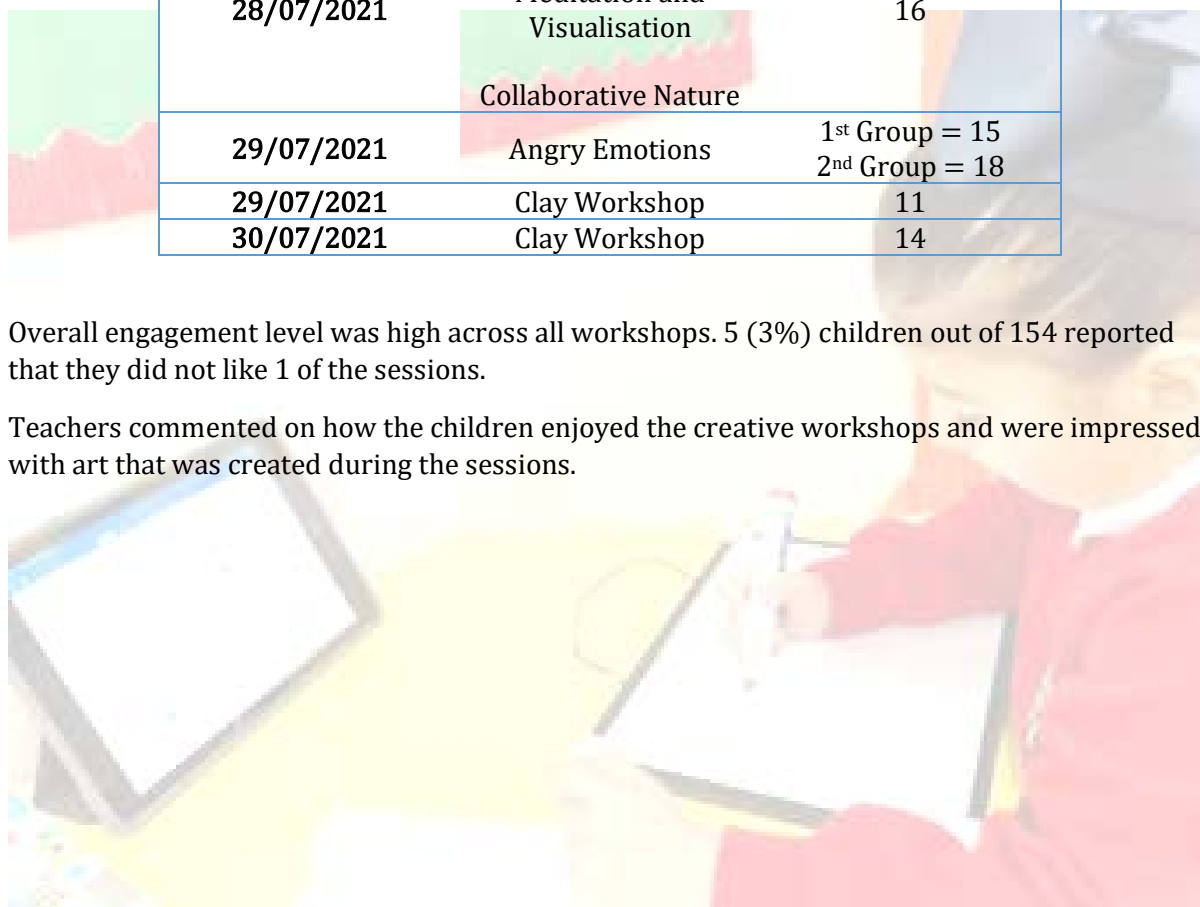 28/07/2021 Meditation and 16
Visualisation
Collaborative Nature
29/07/2021 Angry Emotions 1st Group = 15
2nd Group = 18
29/07/2021 Clay Workshop 11
30/07/2021 Clay Workshop 14
Overall engagement level was high across all workshops. 5 (3%) children out of 154 reported
that they did not like 1 of the sessions.
Teachers commented on how the children enjoyed the creative workshops and were impressed
with art that was created during the sessions.